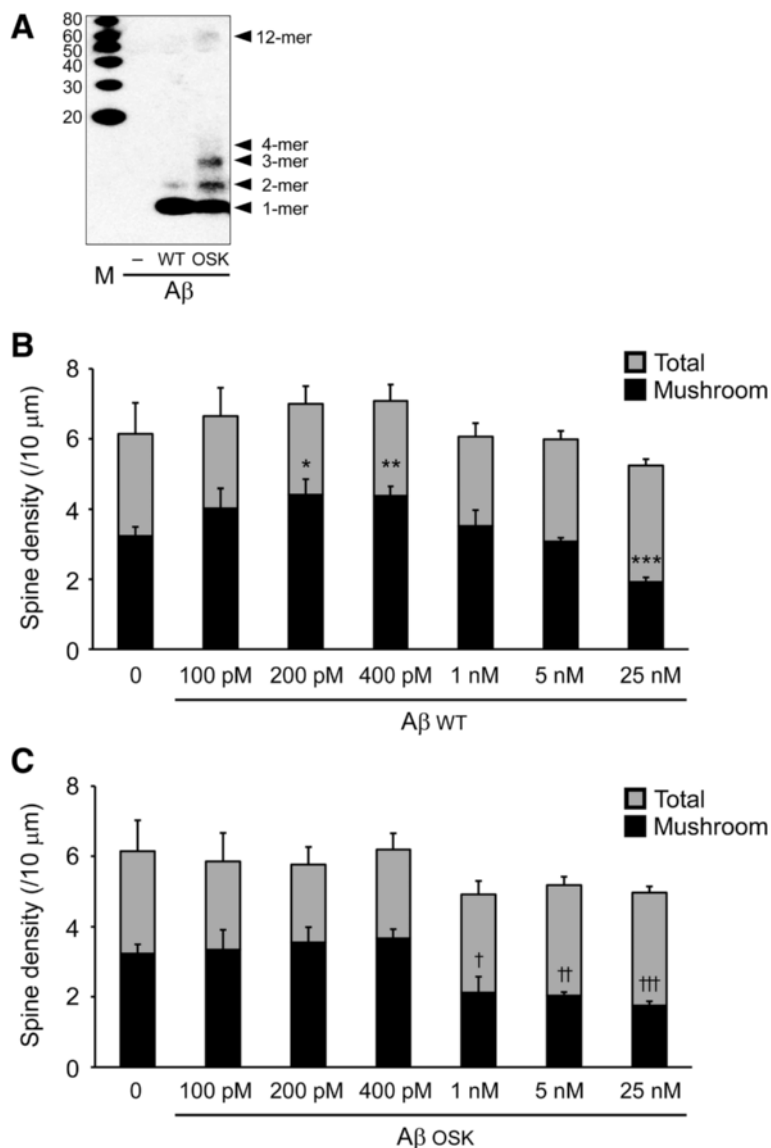 A
80
60
50
40
30
20
12-mer
4-mer
3-mer
2-mer
1-mer
M – WT OSK
Aβ
B
8
6
4
2
0
Spine density (/10 μm)
Total
Mushroom
* ** ***
0 100 pM 200 pM 400 pM 1 nM 5 nM 25 nM
Aβ WT
C
8
6
4
2
0
Spine density (/10 μm)
Total
Mushroom
† †† †††
0 100 pM 200 pM 400 pM 1 nM 5 nM 25 nM
Aβ OSK